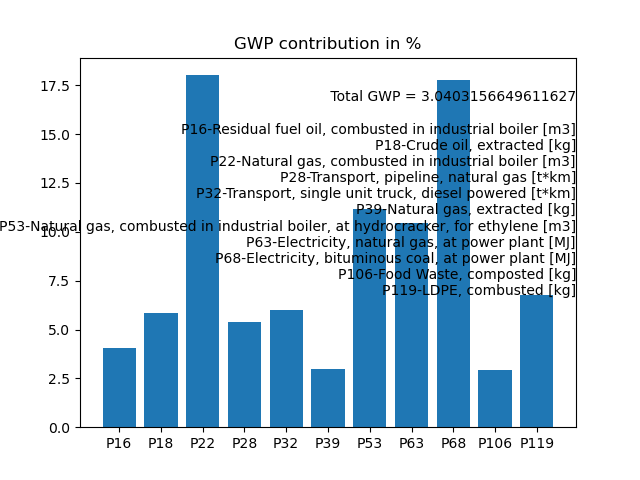 GWP contribution in %
17.5
15.0
12.5
10.0
7.5
5.0
2.5
0.0
Total GWP = 3.0403156649611627
P16-Residual fuel oil, combusted in industrial boiler [m3]
P18-Crude oil, extracted [kg]
P22-Natural gas, combusted in industrial boiler [m3]
P28-Transport, pipeline, natural gas [t*km]
P32-Transport, single unit truck, diesel powered [t*km]
P39-Natural gas, extracted [kg]
P53-Natural gas, combusted in industrial boiler, at hydrocracker, for ethylene [m3]
P63-Electricity, natural gas, at power plant [MJ]
P68-Electricity, bituminous coal, at power plant [MJ]
P106-Food Waste, composted [kg]
P119-LDPE, combusted [kg]
P16 P18 P22 P28 P32 P39 P53 P63 P68 P106 P119